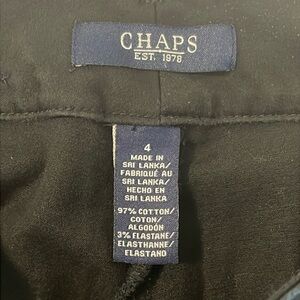 CHAPS
EST. 1978
4
MADE IN
SRI LANKA/
FABRIQUÉ AU
SRI LANKA/
HECHO EN
SRI LANKA
97% COTTON/
COTON/
ALGODÓN
3% ELASTANE/
ELASTHANNE/
ELASTANO